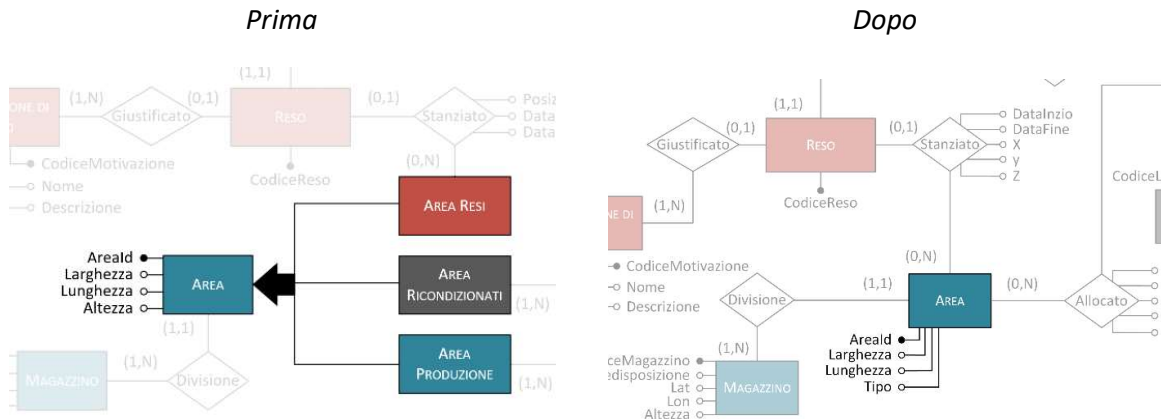 Prima
Dopo
(1,1)
(1,N)
(0,1)
(0,1)
Giustificato
RESO
Stanziato
Data
Data
CodiceMotivazione
Nome
Descrizione
CodiceReso
(0,N)
AREA RESI
AreaId
Larghezza
Lunghezza
Altezza
AREA
AREA
RICONDIZIONATI
(1,N)
(1,1)
AREA
PRODUZIONE
(1,N)
MAGAZZINO
(1,N)
Divisione
(1,1)
DataInzio
DataFine
X
y
Z
Giustificato
(0,1)
RESO
(0,1)
Stanziato
CodiceReso
(1,N)
CodiceMotivazione
Nome
Descrizione
(0,N)
Divisione
(1,1)
AREA
(0,N)
Allocato
(1,N)
AreaId
Larghezza
Lunghezza
Tipo
MAGAZZINO
Lat
Lon
Altezza